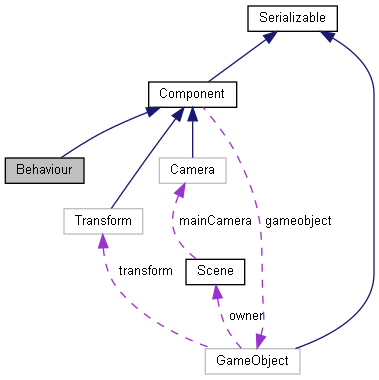 Serializable
Component
Behaviour
Camera
Transform
mainCamera
gameobject
transform
Scene
owner
GameObject